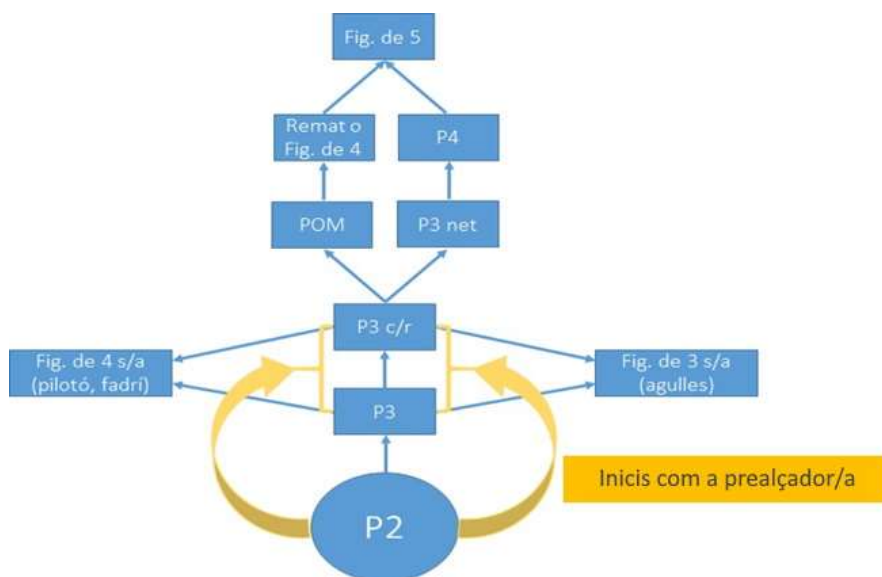 Fig. de 5
Remat o
Fig. de 4
P4
POM
P3 net
P3 c/r
Fig. de 4 s/a
(pilotó, fadrí)
Fig. de 3 s/a
(agulles)
P3
Inicis com a prealçador/a
P2